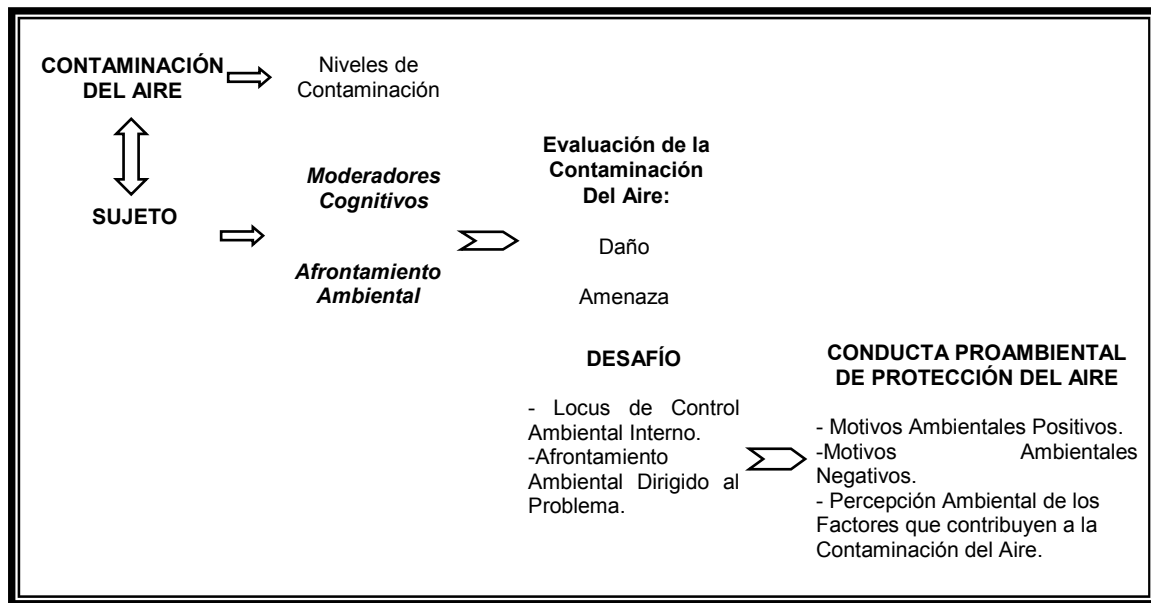 CONTAMINACIÓN
DEL AIRE
Niveles de
Contaminación
SUJETO
Moderadores
Cognitivos
Afrontamiento
Ambiental
Evaluación de la
Contaminación
Del Aire:
Daño
Amenaza
DESAFÍO
- Locus de Control
Ambiental Interno.
-Afrontamiento
Ambiental Dirigido al
Problema.
CONDUCTA PROAMBIENTAL
DE PROTECCIÓN DEL AIRE
- Motivos Ambientales Positivos.
-Motivos Ambientales
Negativos.
- Percepción Ambiental de los
Factores que contribuyen a la
Contaminación del Aire.